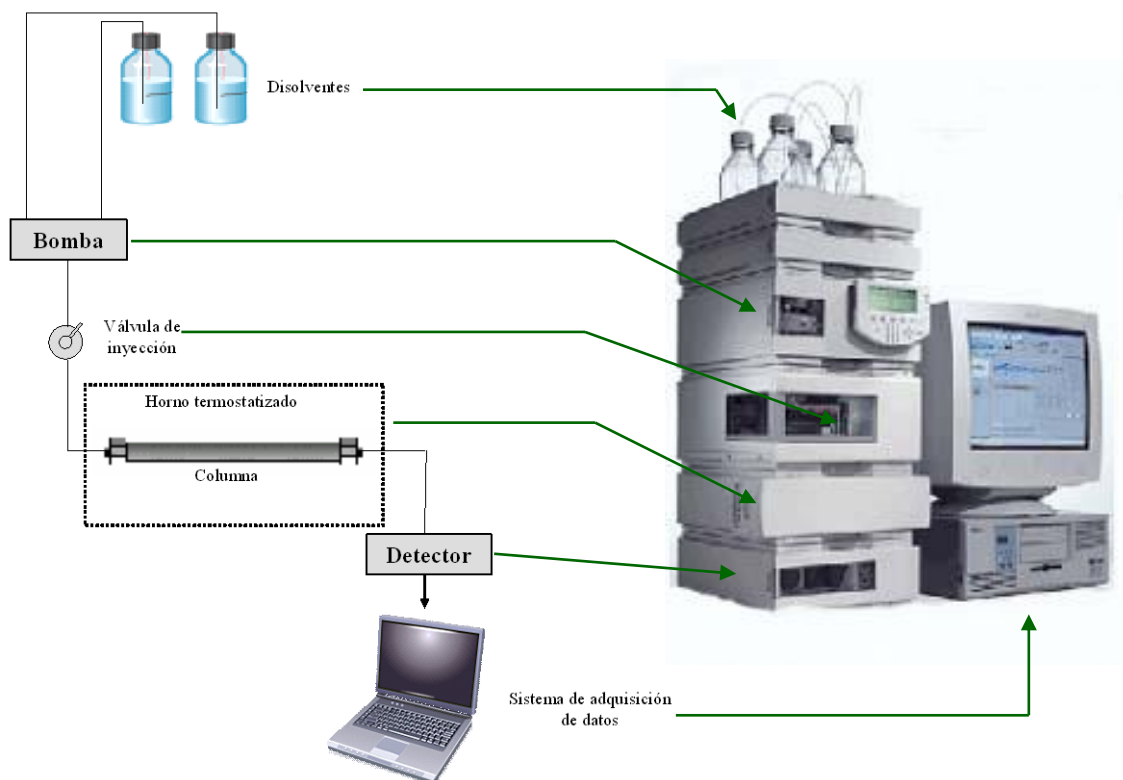 Disolventes
Bomba
Válvula de
inyección
Horno termostatizado
Columna
Detector
Sistema de adquisición
de datos